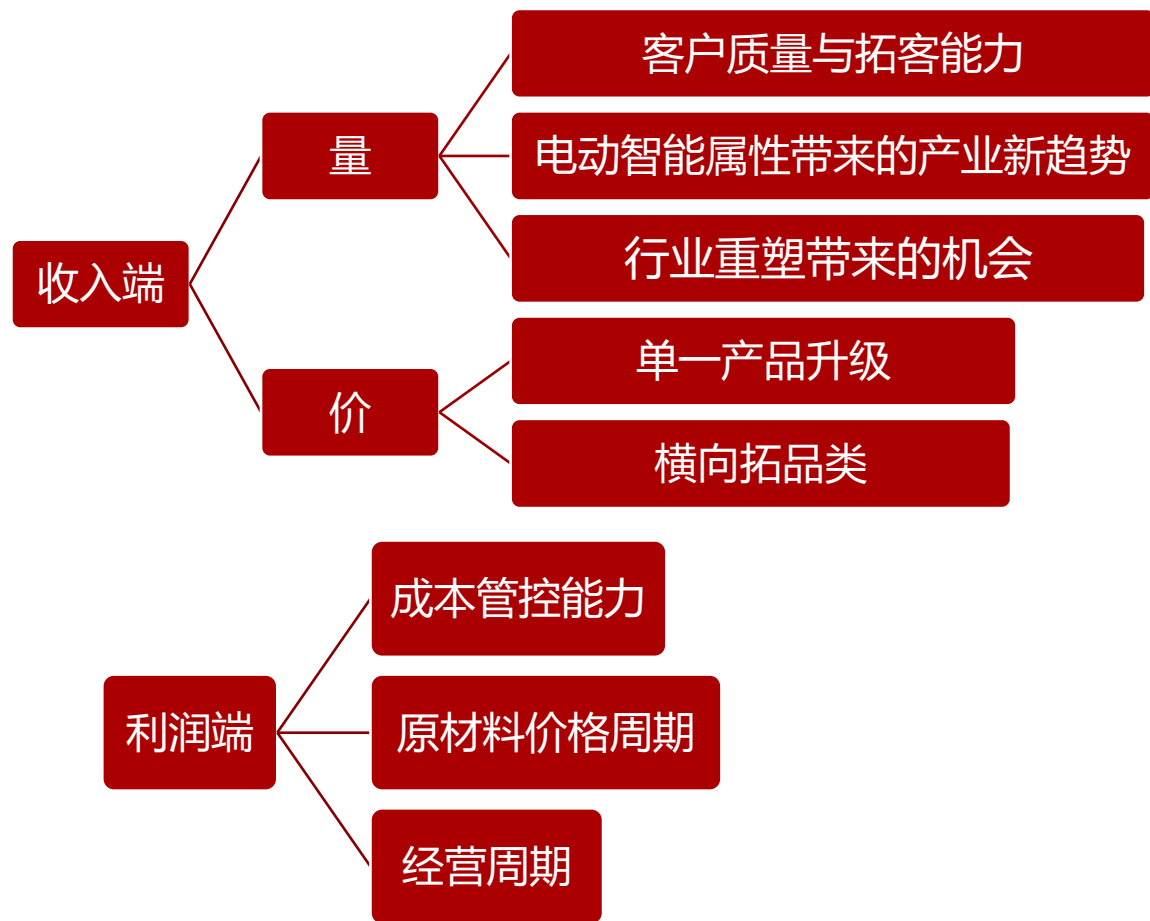 客户质量与拓客能力
量
电动智能属性带来的产业新趋势
行业重塑带来的机会
收入端
单一产品升级
价
横向拓品类
成本管控能力
利润端
原材料价格周期
经营周期